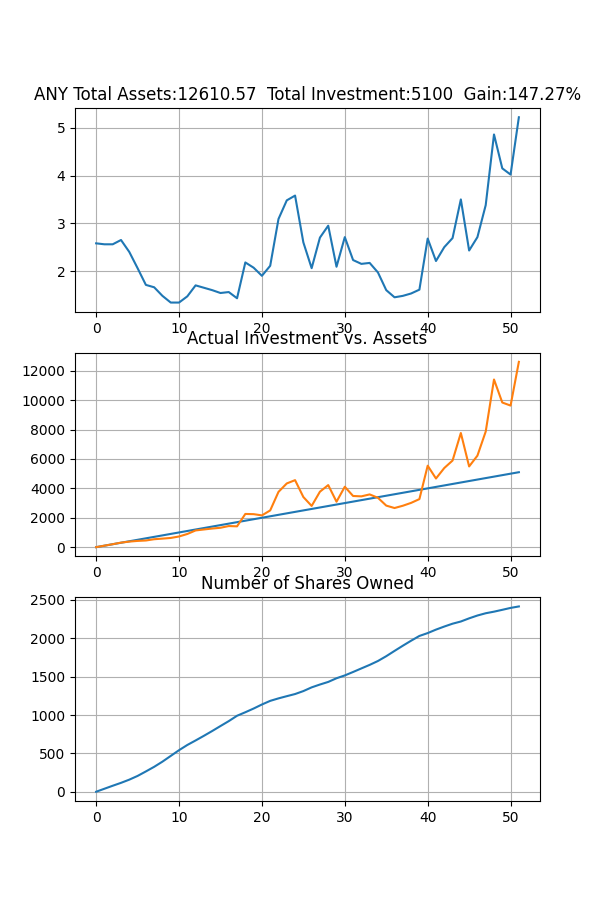 ANY Total Assets:12610.57  Total Investment:5100  Gain:147.27%
5
4
3
2
0 10 20 30 40 50
Actual Investment vs. Assets
12000
10000
8000
6000
4000
2000
0
0 10 20 30 40 50
Number of Shares Owned
2500
2000
1500
1000
500
0
0 10 20 30 40 50